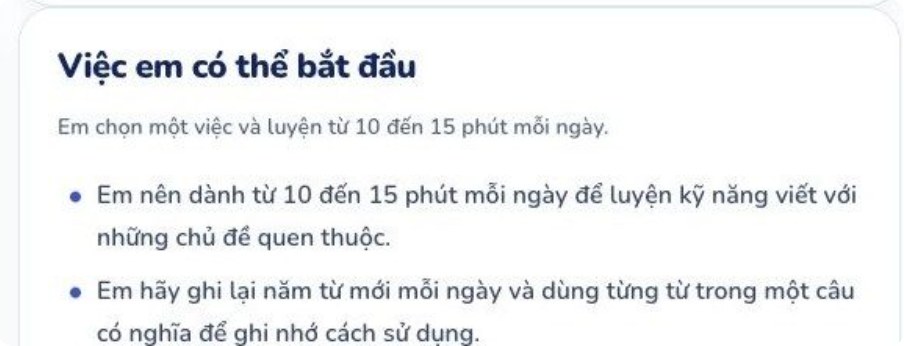 Việc em có thể bắt đầu
Em chọn một việc và luyện từ 10 đến 15 phút mỗi ngày.
Em nên dành từ 10 đến 15 phút mỗi ngày để luyện kỹ năng viết với
những chủ đề quen thuộc.
Em hãy ghi lại năm từ mới mỗi ngày và dùng từng từ trong một câu
có nghĩa để ghi nhớ cách sử dụng.